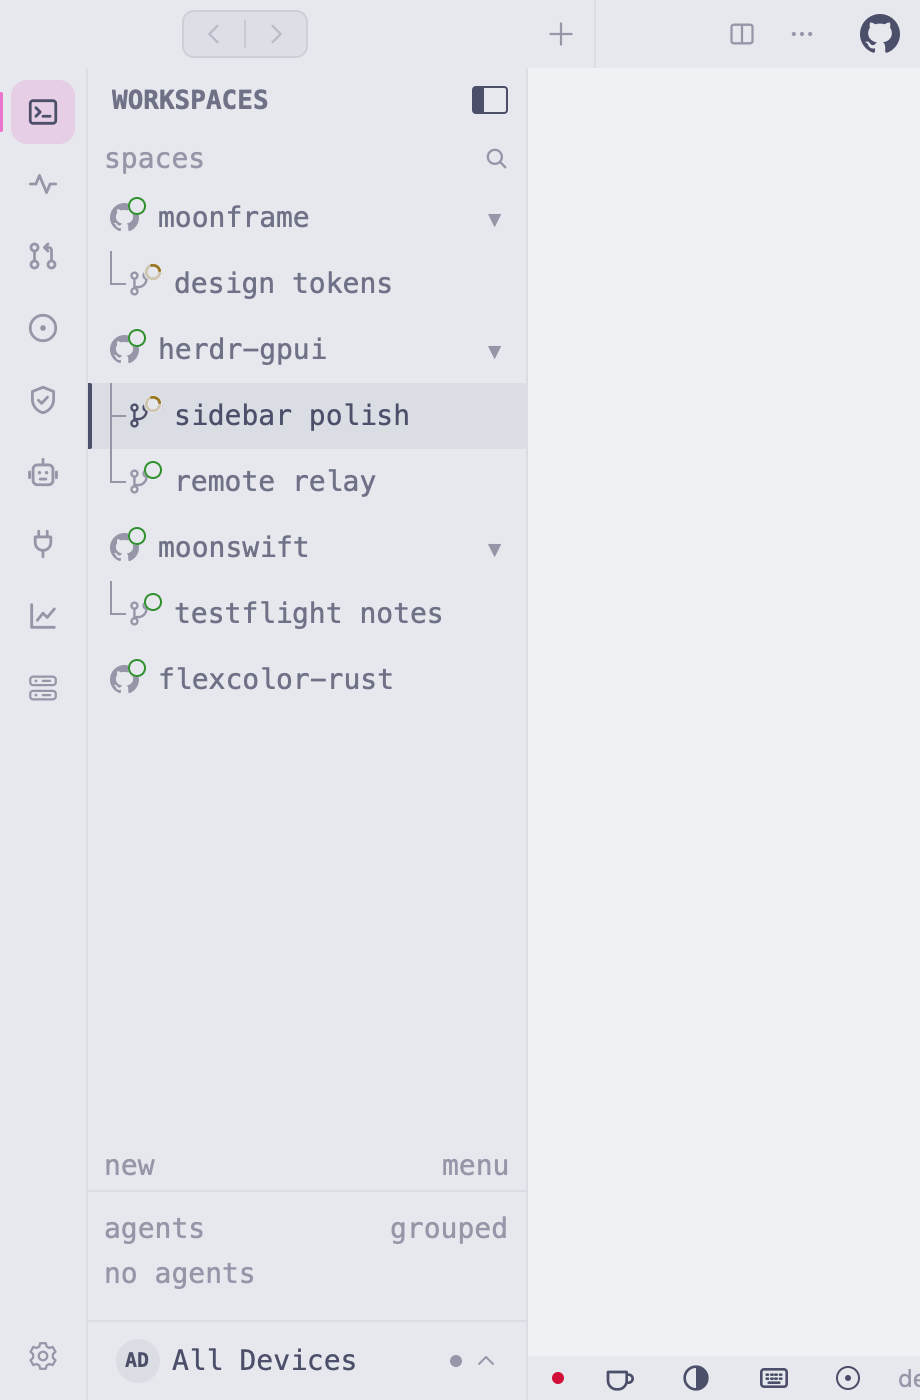 WORKSPACES
spaces
moonframe
design tokens
herdr-gpui
sidebar polish
remote relay
moonswift
testflight notes
flexcolor-rust
new menu
agents grouped
no agents
AD All Devices